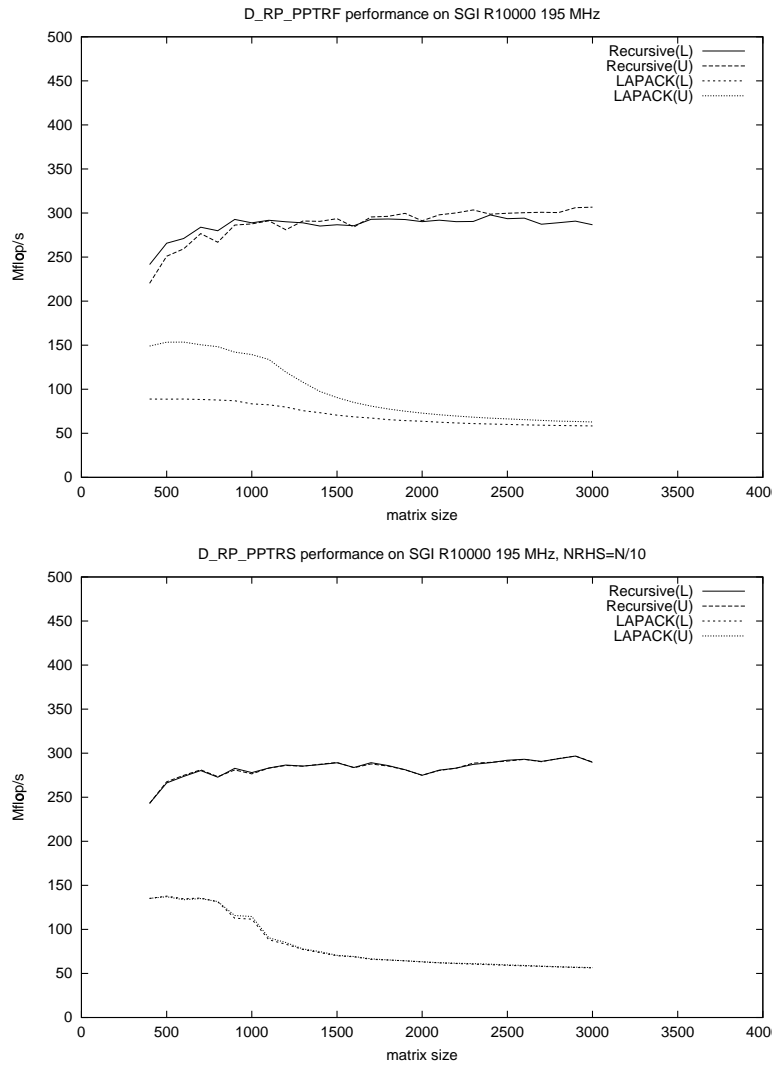 D_RP_PPTRF performance on SGI R10000 195 MHz
500
450
400
350
300
250
200
150
100
50
0
Mflop/s
Recursive(L)
Recursive(U)
LAPACK(L)
LAPACK(U)
0 500 1000 1500 2000 2500 3000 3500 400
matrix size
D_RP_PPTRS performance on SGI R10000 195 MHz, NRHS=N/10
500
450
400
350
300
250
200
150
100
50
0
Mflop/s
Recursive(L)
Recursive(U)
LAPACK(L)
LAPACK(U)
0 500 1000 1500 2000 2500 3000 3500 400
matrix size